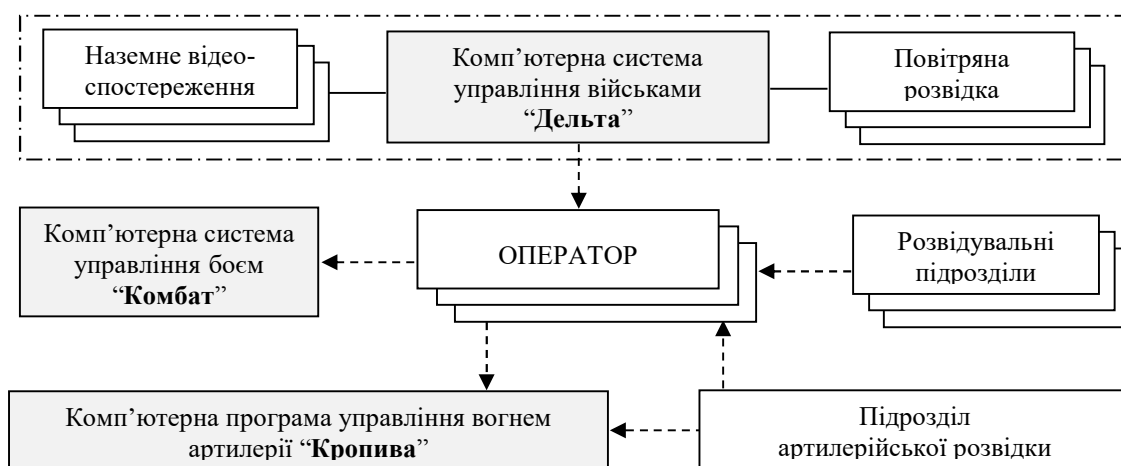 Наземне відео-
спостереження
Комп’ютерна система
управління військами
“Дельта”
Повітряна
розвідка
Комп’ютерна система
управління боєм
“Комбат”
ОПЕРАТОР
Розвідувальні
підрозділи
Комп’ютерна програма управління вогнем
артилерії “Кропива”
Підрозділ
артилерійської розвідки